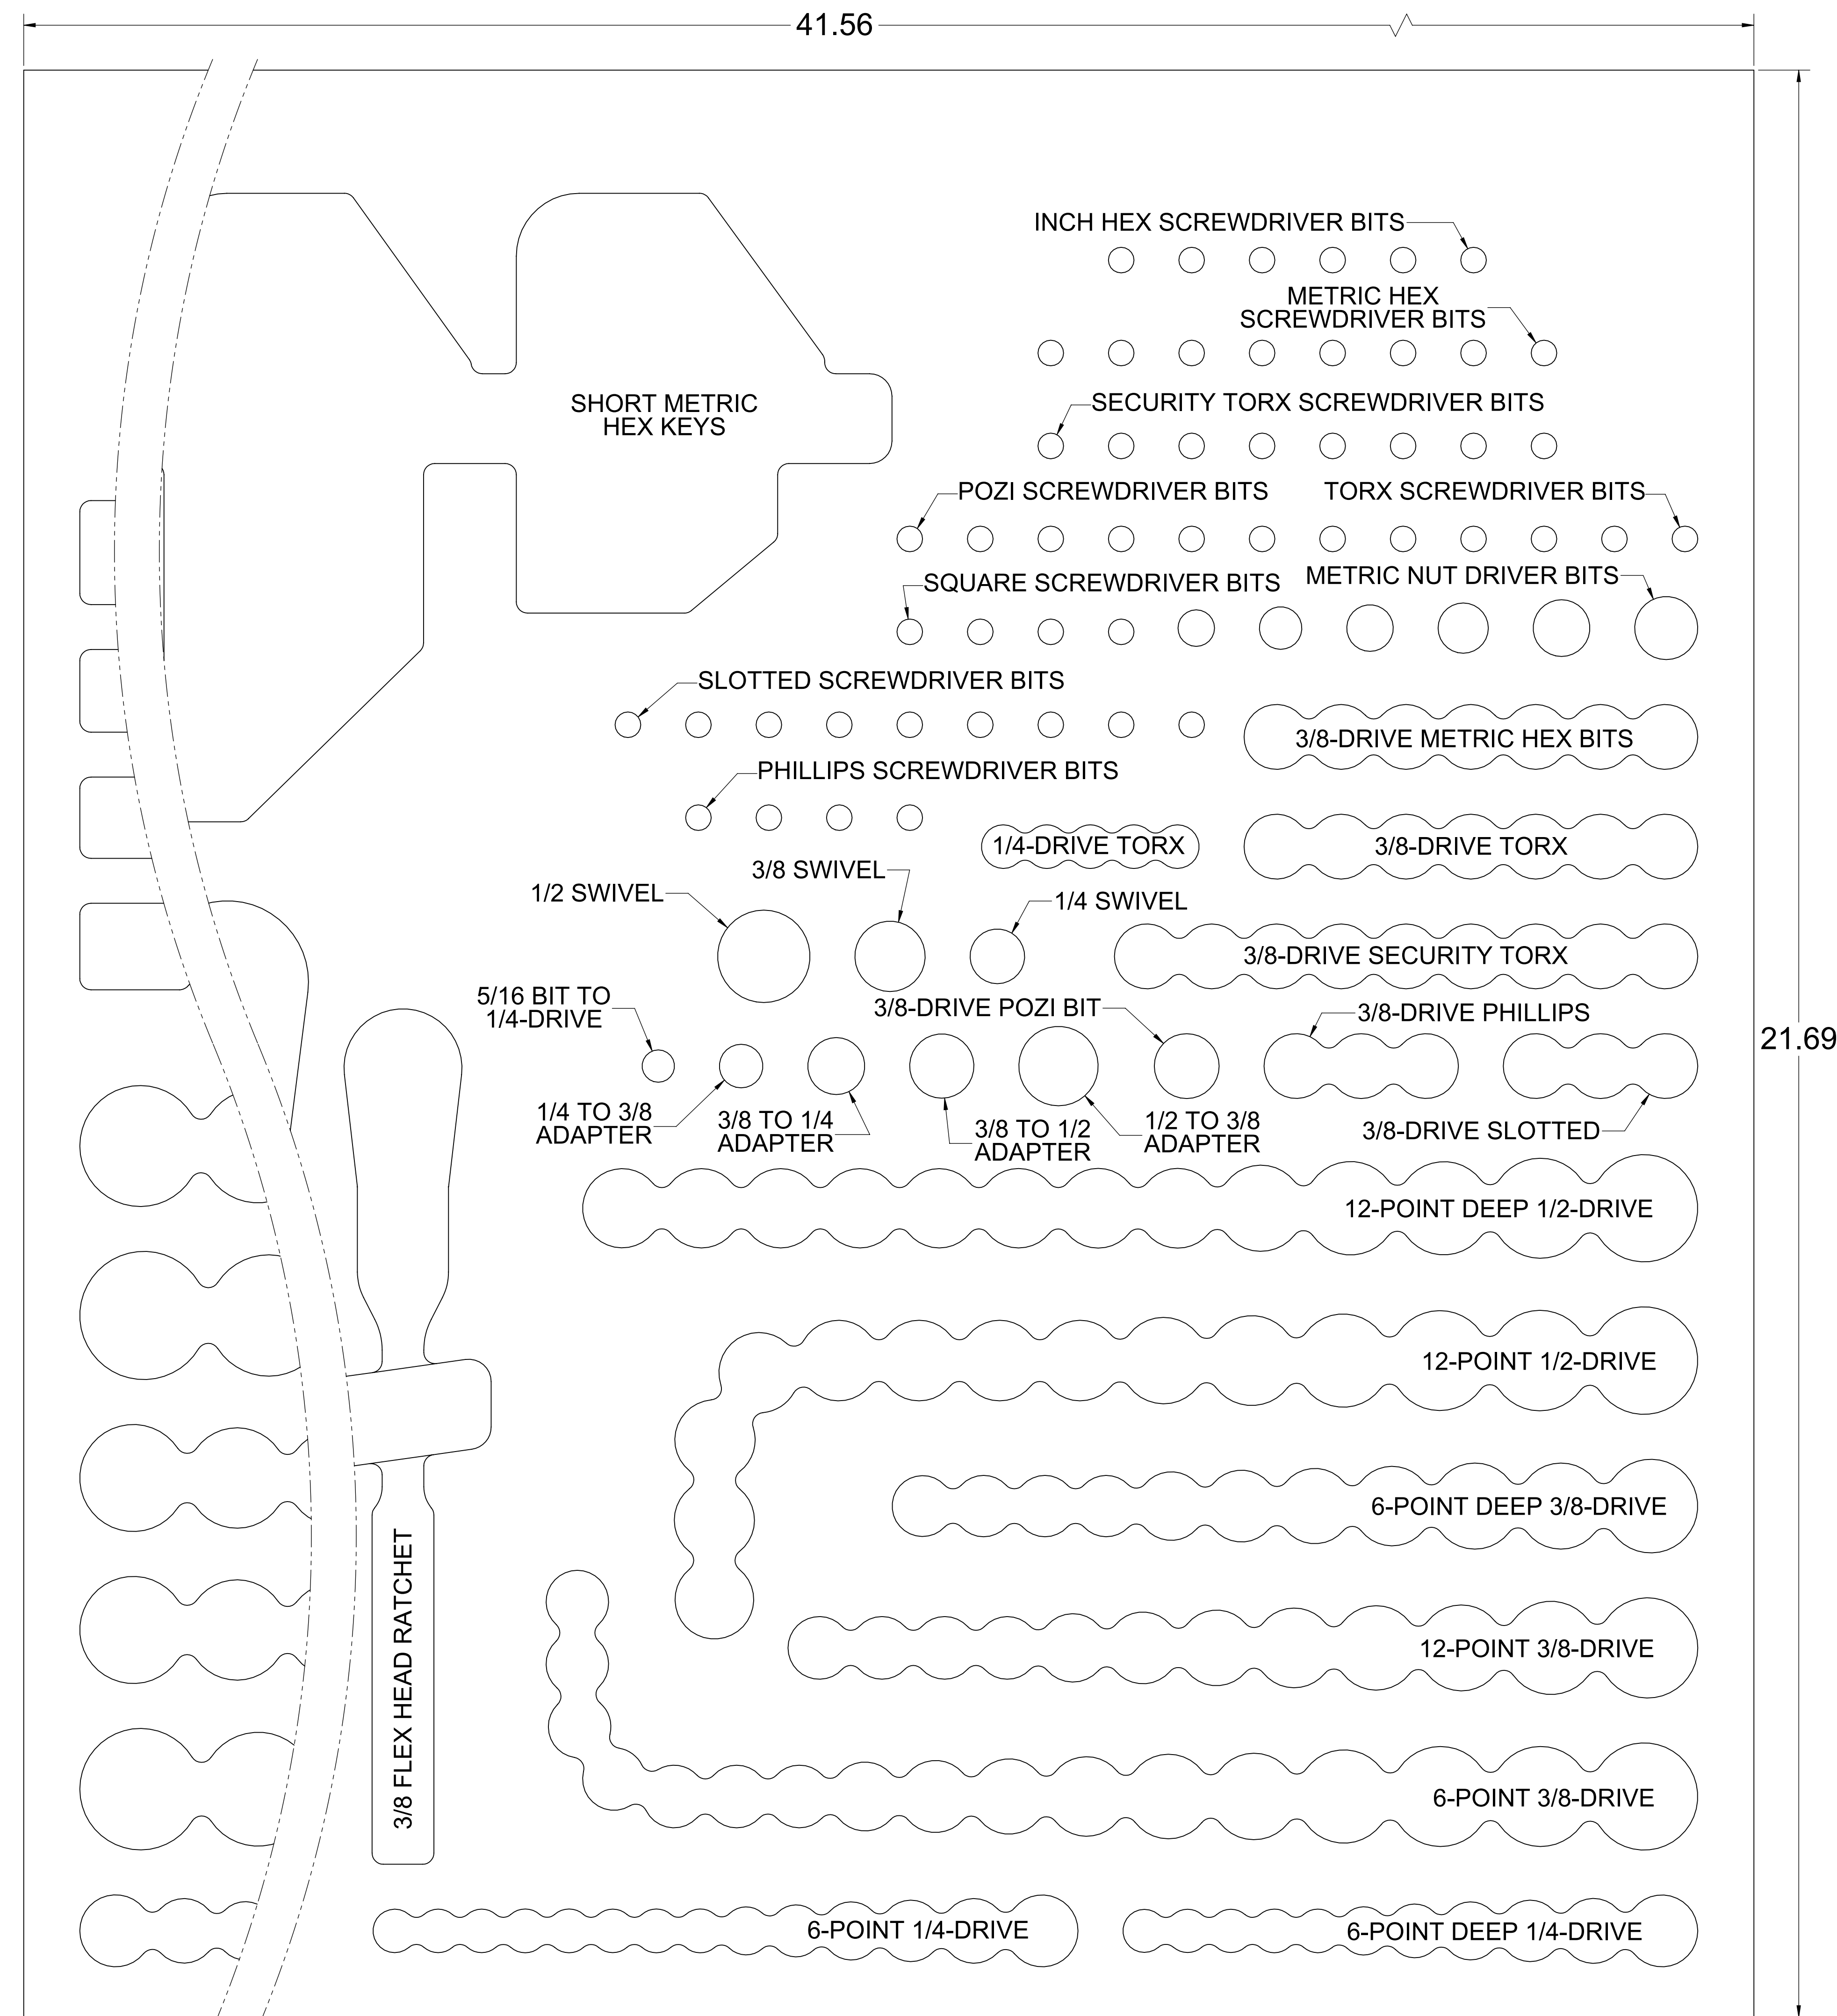 41.56
INCH HEX SCREWDRIVER BITS
METRIC HEX
SCREWDRIVER BITS
SHORT METRIC
HEX KEYS
SECURITY TORX SCREWDRIVER BITS
POZI SCREWDRIVER BITS
TORX SCREWDRIVER BITS
SQUARE SCREWDRIVER BITS
METRIC NUT DRIVER BITS
SLOTTED SCREWDRIVER BITS
3/8-DRIVE METRIC HEX BITS
PHILLIPS SCREWDRIVER BITS
1/4-DRIVE TORX
3/8-DRIVE TORX
3/8 SWIVEL
1/2 SWIVEL
1/4 SWIVEL
3/8-DRIVE SECURITY TORX
5/16 BIT TO
1/4-DRIVE
3/8-DRIVE POZI BIT
3/8-DRIVE PHILLIPS
21.69
1/4 TO 3/8
ADAPTER
3/8 TO 1/4
ADAPTER
3/8 TO 1/2
ADAPTER
1/2 TO 3/8
ADAPTER
3/8-DRIVE SLOTTED
12-POINT DEEP 1/2-DRIVE
12-POINT 1/2-DRIVE
6-POINT DEEP 3/8-DRIVE
3/8 FLEX HEAD RATCHET
12-POINT 3/8-DRIVE
6-POINT 3/8-DRIVE
6-POINT 1/4-DRIVE
6-POINT DEEP 1/4-DRIVE